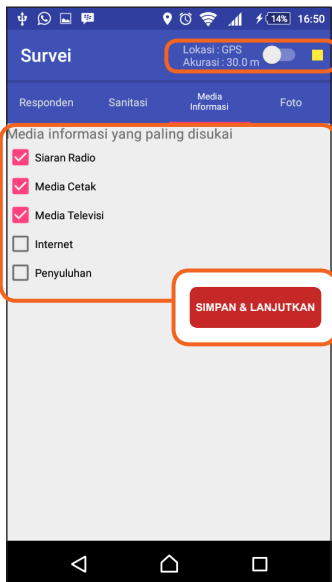 14% 16:50
Survei
Lokasi : GPS
Akurasi : 30.0 m
Responden
Sanitasi
Media
Informasi
Foto
Media informasi yang paling disukai
Siaran Radio
Media Cetak
Media Televisi
Internet
Penyuluhan
SIMPAN & LANJUTKAN